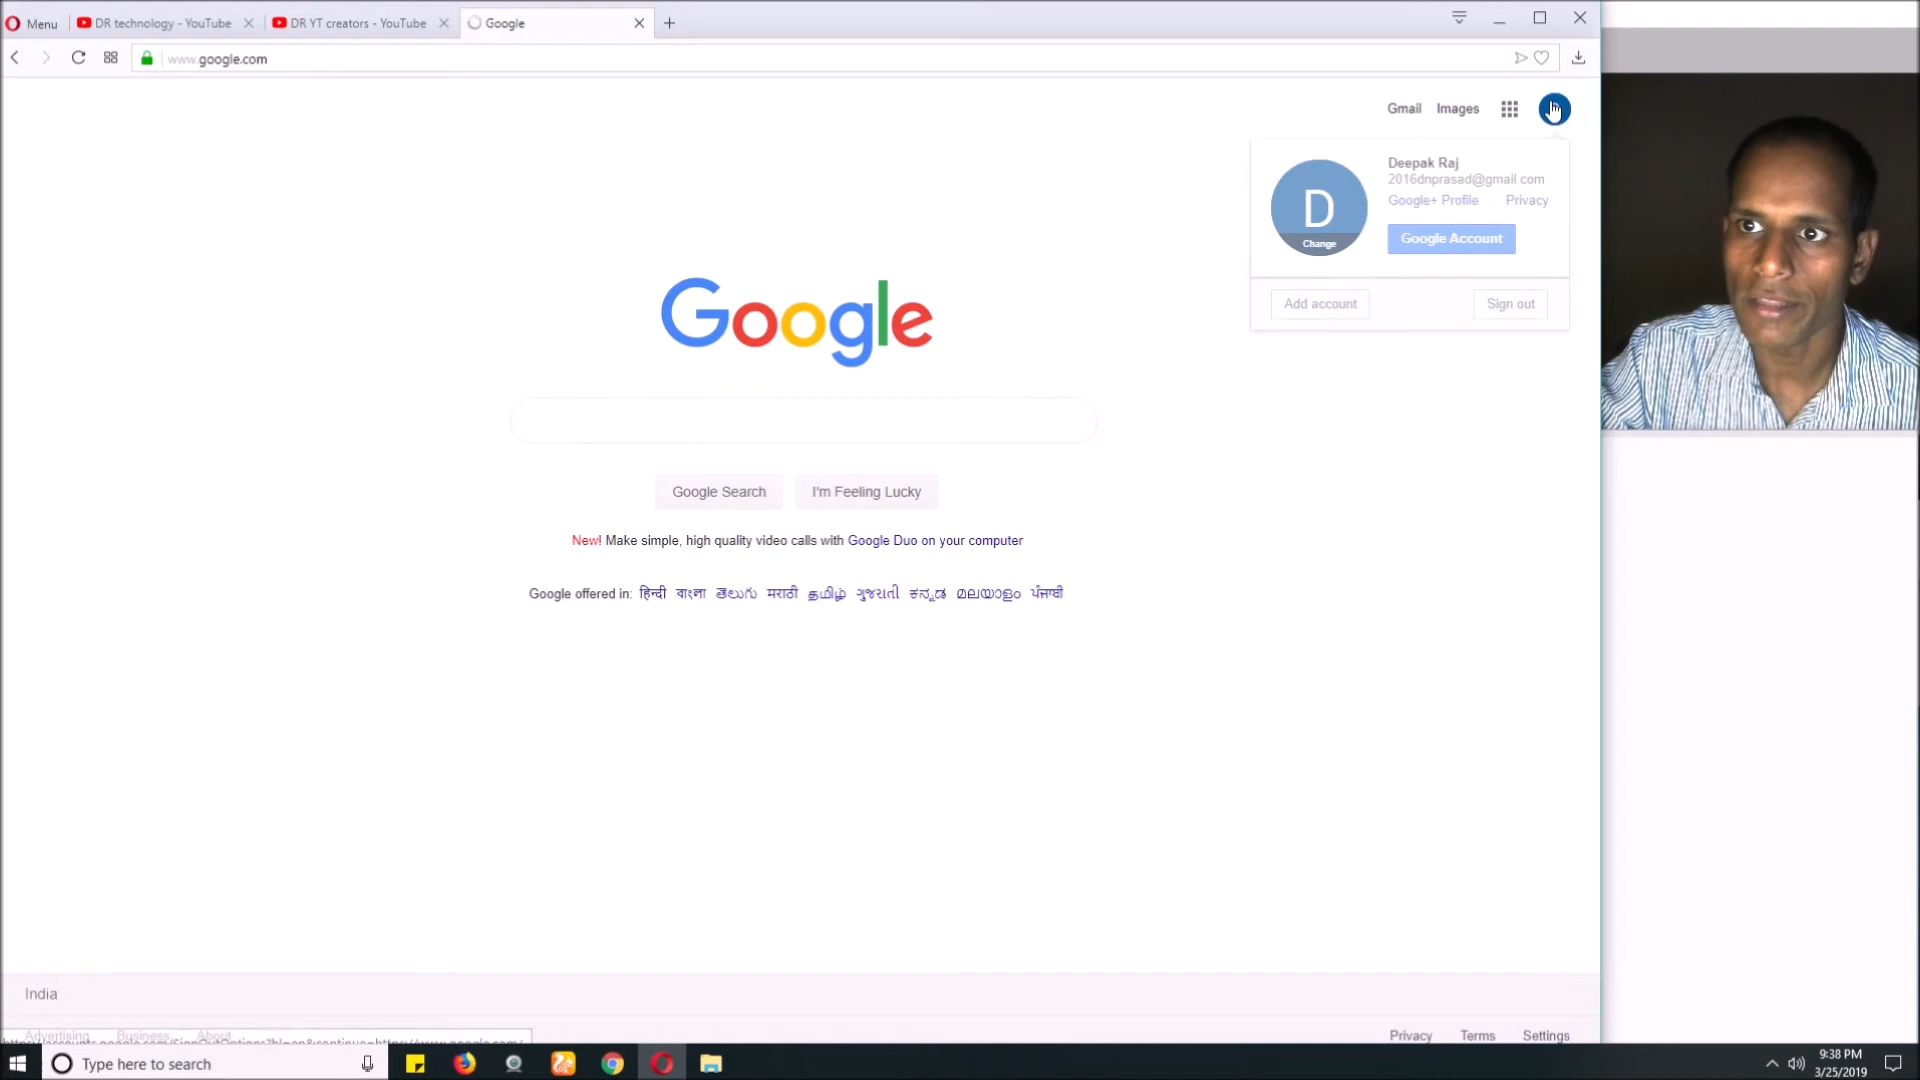 Menu
DR technology - YouTube
DR YT creators - YouTube
Google
www.google.com
Gmail Images
Deepak Raj
2016dnprasad@gmail.com
Google+ Profile Privacy
D
Change
Google Account
Add account Sign out
Google
Google Search I'm Feeling Lucky
New! Make simple, high quality video calls with Google Duo on your computer
Google offered in: हिन्दी বাংলা తెలుగు मराठी தமிழ் ગુજરાતી ಕನ್ನಡ മലയാളം ਪੰਜਾਬੀ
India
Advertising Business About
Privacy Terms Settings
Type here to search
9:38 PM
3/25/2019